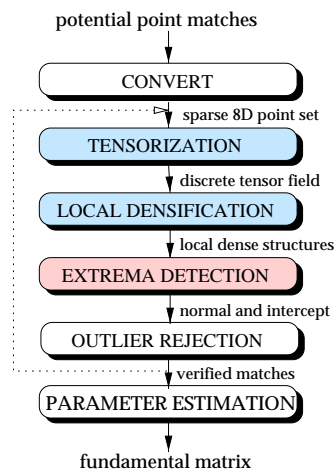 potential point matches
CONVERT
sparse 8D point set
TENSORIZATION
discrete tensor field
LOCAL DENSIFICATION
local dense structures
EXTREMA DETECTION
normal and intercept
OUTLIER REJECTION
verified matches
PARAMETER ESTIMATION
fundamental matrix